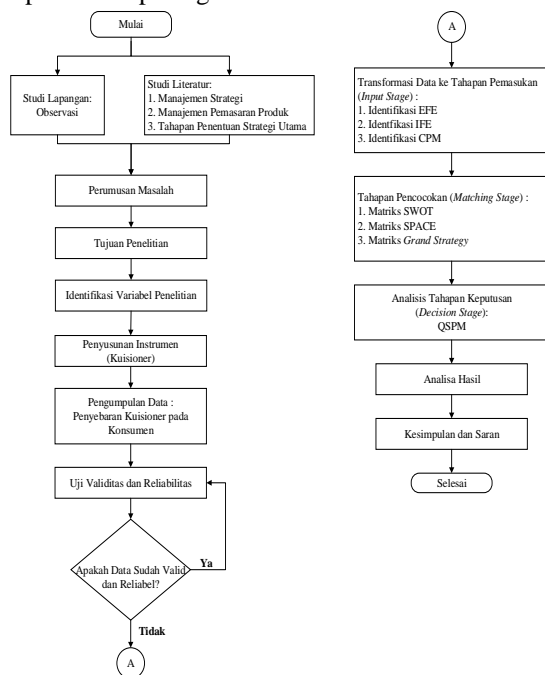 Mulai
Studi Lapangan:
Observasi
Studi Literatur:
1. Manajemen Strategi
2. Manajemen Pemasaran Produk
3. Tahapan Penentuan Strategi Utama
Perumusan Masalah
Tujuan Penelitian
Identifikasi Variabel Penelitian
Penyusunan Instrumen
(Kuisioner)
Pengumpulan Data :
Penyebaran Kuisioner pada
Konsumen
Uji Validitas dan Reliabilitas
Apakah Data Sudah Valid
dan Reliabel?
Ya
Tidak
A
A
Transformasi Data ke Tahapan Pemasukan
(Input Stage) :
1. Identifikasi EFE
2. Identfikasi IFE
3. Identifikasi CPM
Tahapan Pencocokan (Matching Stage) :
1. Matriks SWOT
2. Matriks SPACE
3. Matriks Grand Strategy
Analisis Tahapan Keputusan
(Decision Stage):
QSPM
Analisa Hasil
Kesimpulan dan Saran
Selesai